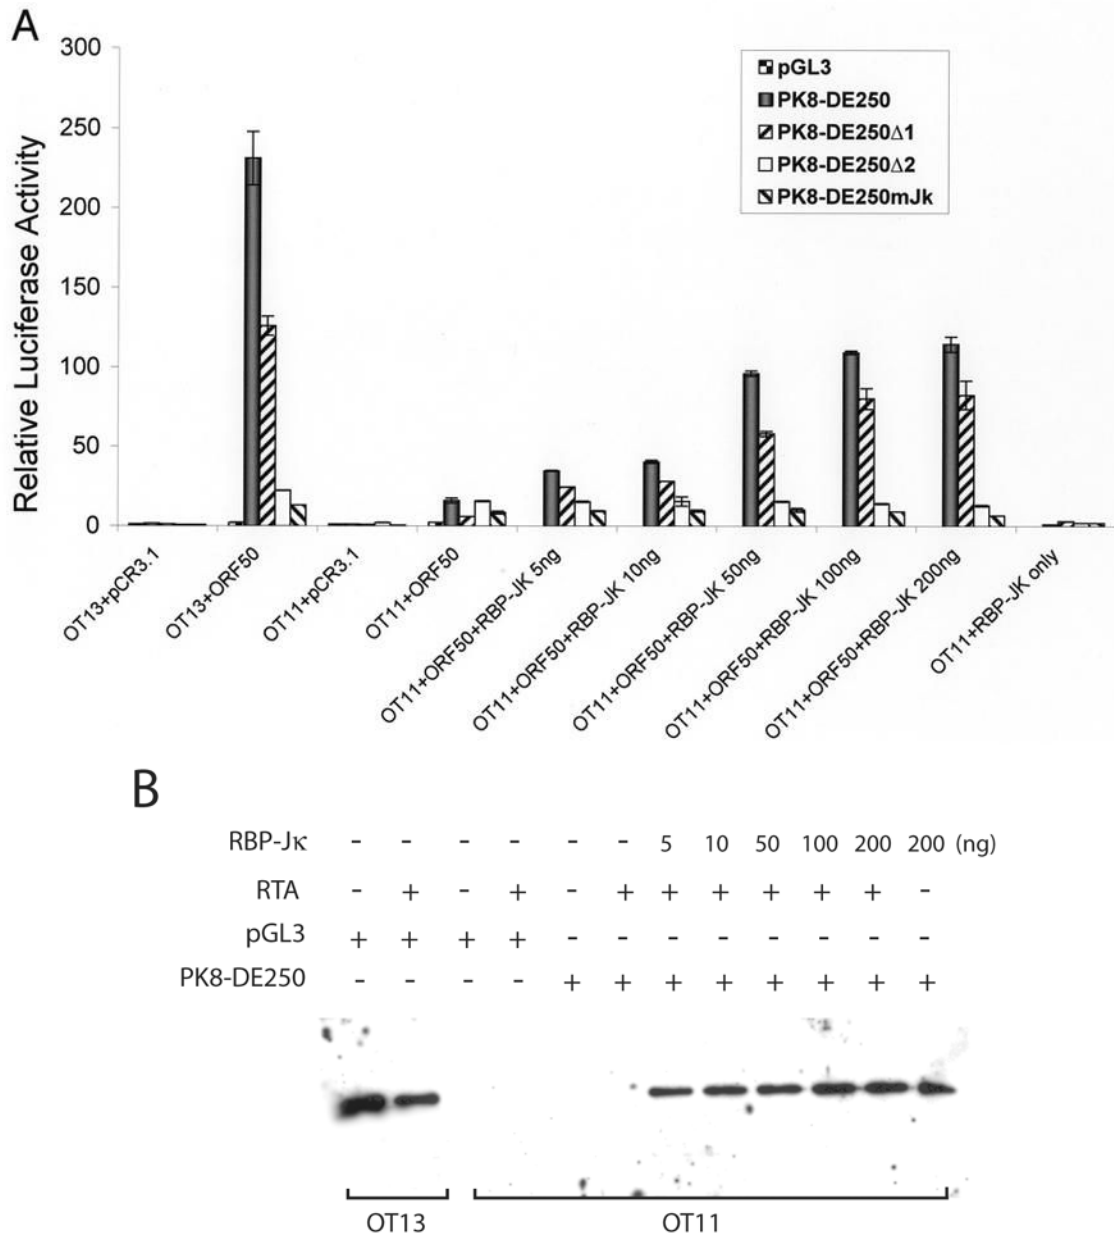 A
300
250
200
150
100
50
0
Relative Luciferase Activity
pGL3
PK8-DE250
PK8-DE250Δ1
PK8-DE250Δ2
PK8-DE250mJk
OT13+pCR3.1
OT13+ORF50
OT11+pCR3.1
OT11+ORF50
OT11+ORF50+RBP-JK 5ng
OT11+ORF50+RBP-JK 10ng
OT11+ORF50+RBP-JK 50ng
OT11+ORF50+RBP-JK 100ng
OT11+ORF50+RBP-JK 200ng
OT11+RBP-JK only
B
RBP-Jκ - - - - - - 5 10 50 100 200 200 (ng)
RTA - + - + - + + + + + + -
pGL3 + + + + - - - - - - - -
PK8-DE250 - - - - + + + + + + + +
OT13 OT11